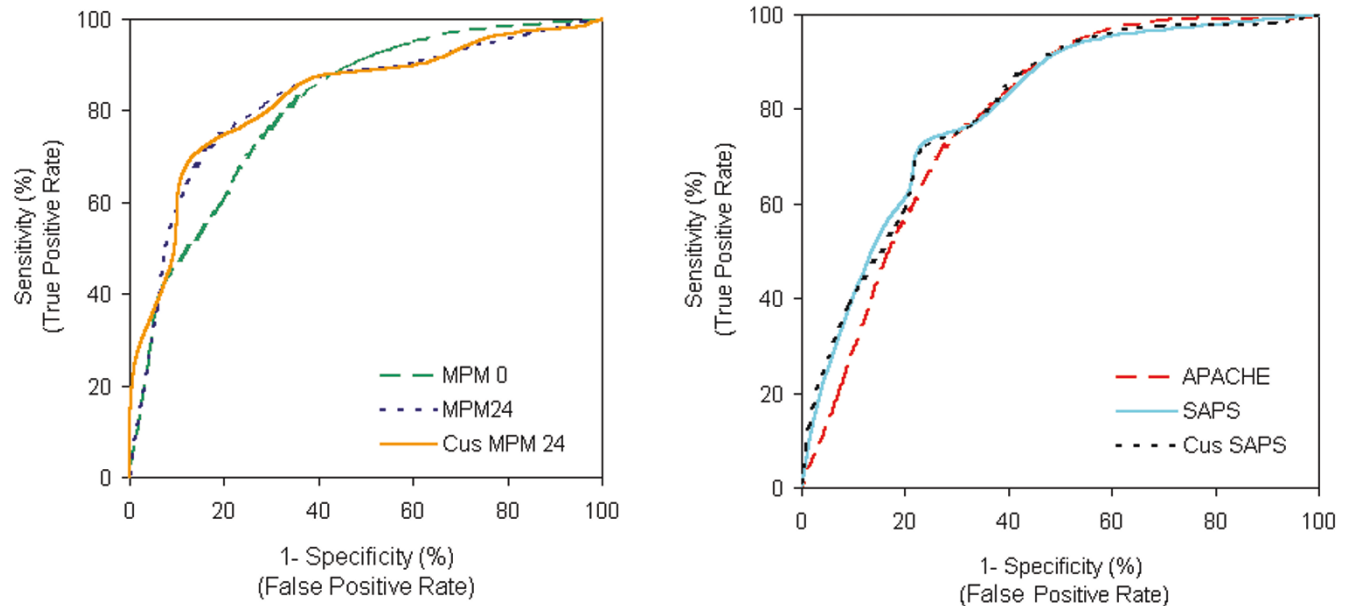 100
80
60
40
20
0
Sensitivity (%)
(True Positive Rate)
MPM 0
MPM24
Cus MPM 24
0 20 40 60 80 100
1- Specificity (%)
(False Positive Rate)
100
80
60
40
20
0
Sensitivity (%)
(True Positive Rate)
APACHE
SAPS
Cus SAPS
0 20 40 60 80 100
1- Specificity (%)
(False Positive Rate)